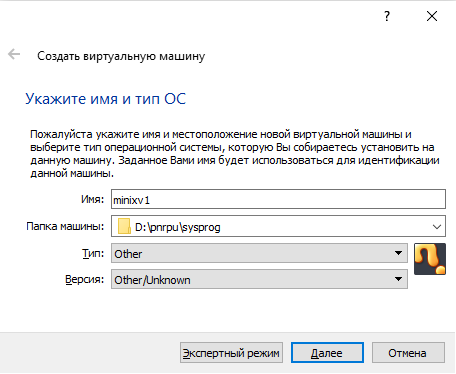 ?
Создать виртуальную машину
Укажите имя и тип ОС
Пожалуйста укажите имя и местоположение новой виртуальной машины и
выберите тип операционной системы, которую Вы собираетесь установить на
данную машину. Заданное Вами имя будет использоваться для идентификации
данной машины.
Имя: minixv1
Папка машины: D:\pnrpu\sysprog
Тип: Other
Версия: Other/Unknown
Экспертный режим Далее Отмена